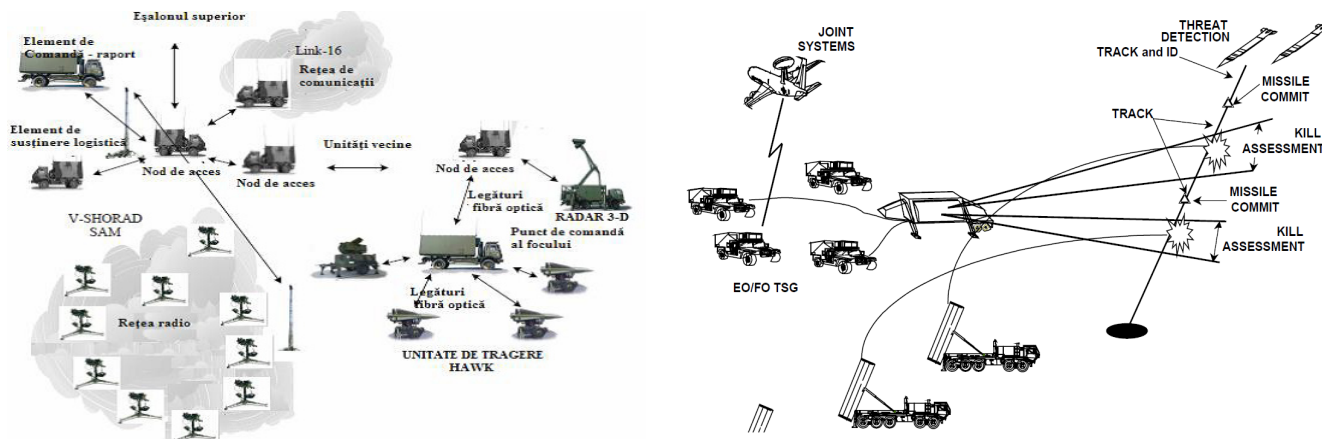 Eşalonul superior
Element de
Comandă - raport
Link-16
Reţea de
comunicaţii
Element de
susţinere logistică
Nod de acces
Nod de acces
Unităţi vecine
Nod de acces
Legături
fibră optică
RADAR 3-D
Punct de comandă
al focului
V-SHORAD
SAM
Reţea radio
Legături
fibră optică
UNITATE DE TRAGERE
HAWK
JOINT
SYSTEMS
THREAT
DETECTION
TRACK and ID
MISSILE
COMMIT
TRACK
KILL
ASSESSMENT
MISSILE
COMMIT
KILL
ASSESSMENT
EO/FO TSG